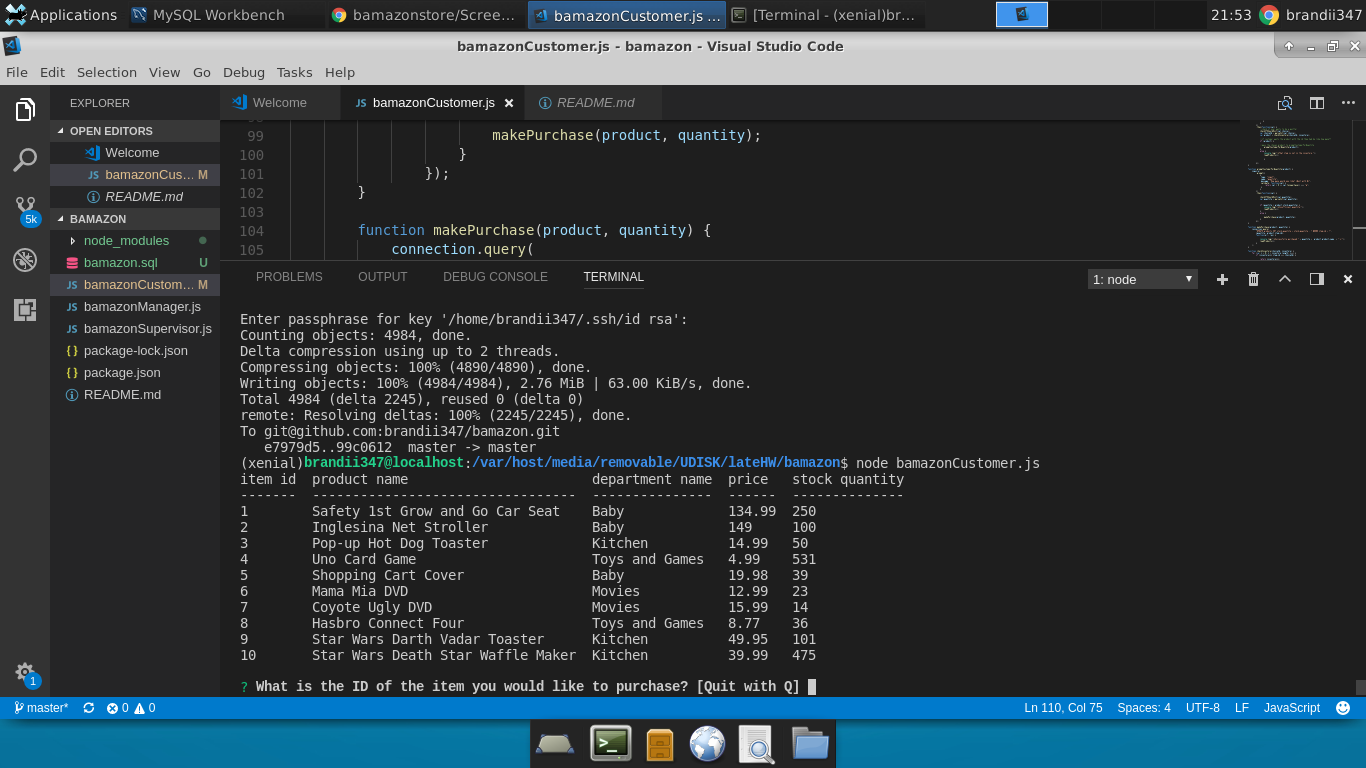 Applications MySQL Workbench bamazonstore/Scree... bamazonCustomer.js ... [Terminal - (xenial)br... 21:53 brandii347
bamazonCustomer.js - bamazon - Visual Studio Code
File Edit Selection View Go Debug Tasks Help
EXPLORER
OPEN EDITORS
Welcome
JS bamazonCus... M
README.md
BAMAZON
node_modules
bamazon.sql U
JS bamazonCustom... M
JS bamazonManager.js
JS bamazonSupervisor.js
{ } package-lock.json
{ } package.json
README.md
5k
1
Welcome JS bamazonCustomer.js × README.md
99 makePurchase(product, quantity);
100 }
101 });
102 }
103
104 function makePurchase(product, quantity) {
105 connection.query(
PROBLEMS OUTPUT DEBUG CONSOLE TERMINAL 1: node
Enter passphrase for key '/home/brandii347/.ssh/id rsa':
Counting objects: 4984, done.
Delta compression using up to 2 threads.
Compressing objects: 100% (4890/4890), done.
Writing objects: 100% (4984/4984), 2.76 MiB | 63.00 KiB/s, done.
Total 4984 (delta 2245), reused 0 (delta 0)
remote: Resolving deltas: 100% (2245/2245), done.
To git@github.com:brandii347/bamazon.git
e7979d5..99c0612 master -> master
(xenial)brandii347@localhost:/var/host/media/removable/UDISK/lateHW/bamazon$ node bamazonCustomer.js
item id product name department name price stock quantity
------- --------------------------------- --------------- ------ --------------
1 Safety 1st Grow and Go Car Seat Baby 134.99 250
2 Inglesina Net Stroller Baby 149 100
3 Pop-up Hot Dog Toaster Kitchen 14.99 50
4 Uno Card Game Toys and Games 4.99 531
5 Shopping Cart Cover Baby 19.98 39
6 Mama Mia DVD Movies 12.99 23
7 Coyote Ugly DVD Movies 15.99 14
8 Hasbro Connect Four Toys and Games 8.77 36
9 Star Wars Darth Vadar Toaster Kitchen 49.95 101
10 Star Wars Death Star Waffle Maker Kitchen 39.99 475
? What is the ID of the item you would like to purchase? [Quit with Q]
master* 0 0 Ln 110, Col 75 Spaces: 4 UTF-8 LF JavaScript